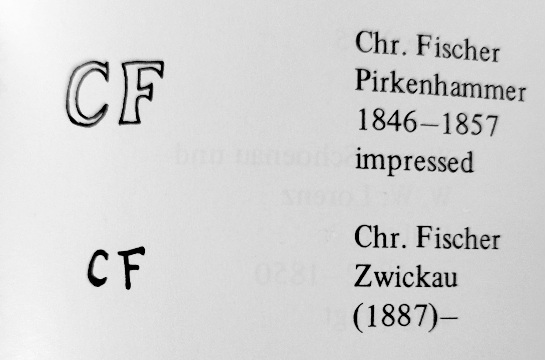 CF
Chr. Fischer
Pirkenhammer
1846–1857
impressed
CF
Chr. Fischer
Zwickau
(1887)–